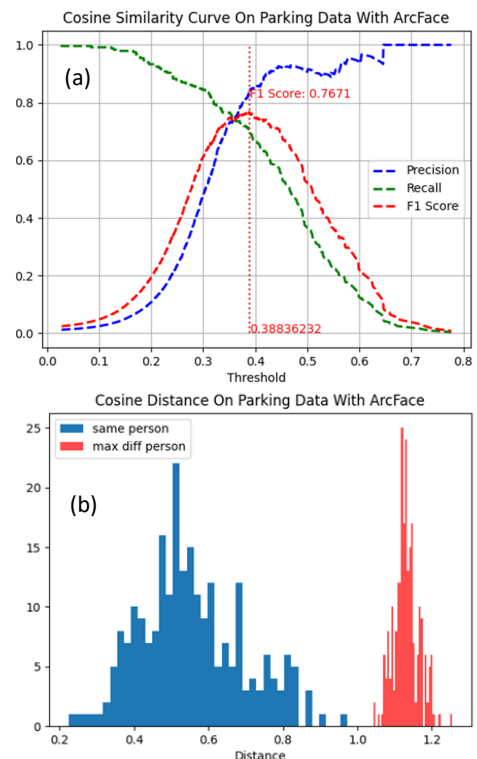 Cosine Similarity Curve On Parking Data With ArcFace
1.0
(a)
F1 Score: 0.7671
0.8
0.6
Precision
Recall
F1 Score
0.4
0.2
0.38836232
0.0
0.0 0.1 0.2 0.3 0.4 0.5 0.6 0.7 0.8
Threshold
Cosine Distance On Parking Data With ArcFace
same person
max diff person
25
(b)
20
15
10
5
0
0.2 0.4 0.6 0.8 1.0 1.2
Distance